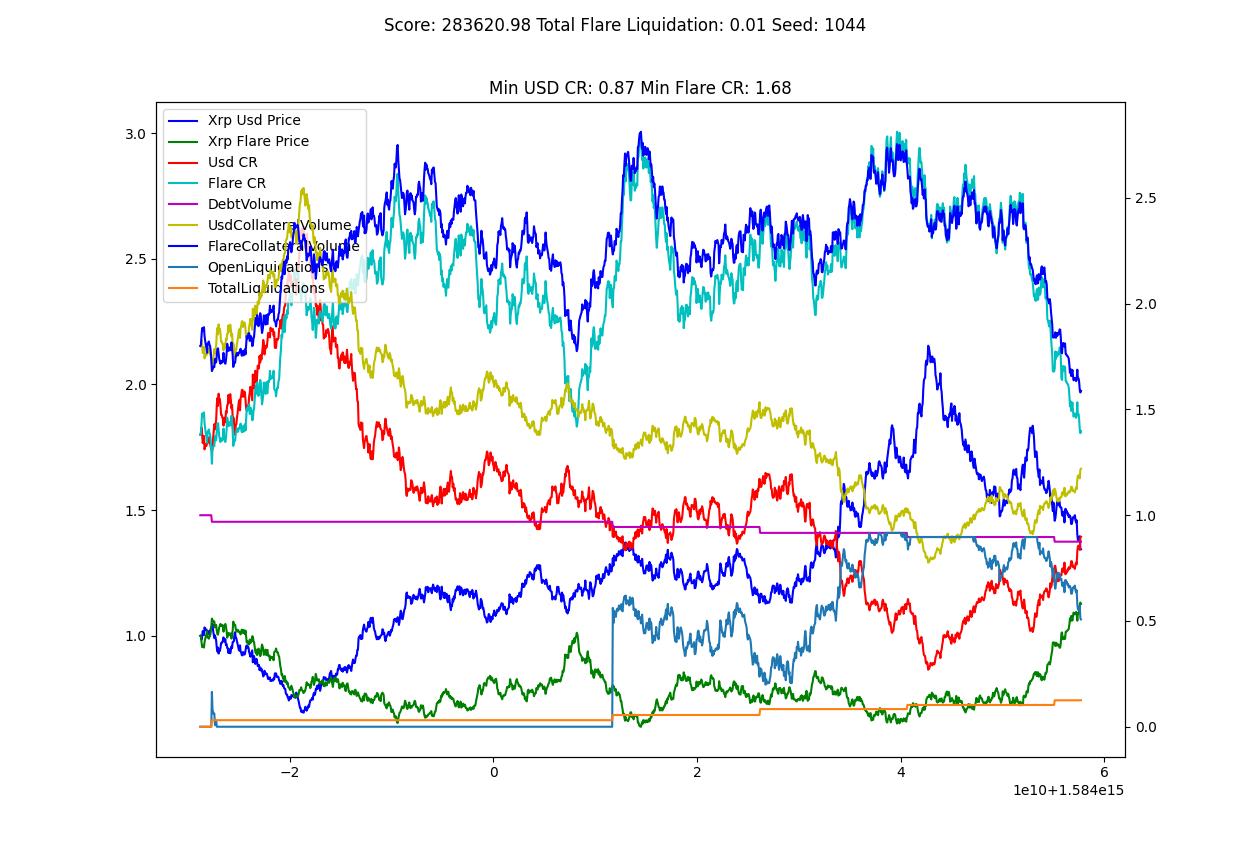 Score: 283620.98 Total Flare Liquidation: 0.01 Seed: 1044
Min USD CR: 0.87 Min Flare CR: 1.68
Xrp Usd Price
Xrp Flare Price
Usd CR
Flare CR
DebtVolume
UsdCollateralVolume
FlareCollateralVolume
OpenLiquidations
TotalLiquidations
3.0
2.5
2.0
1.5
1.0
2.5
2.0
1.5
1.0
0.5
0.0
−2
0
2
4
6
1e10+1.584e15